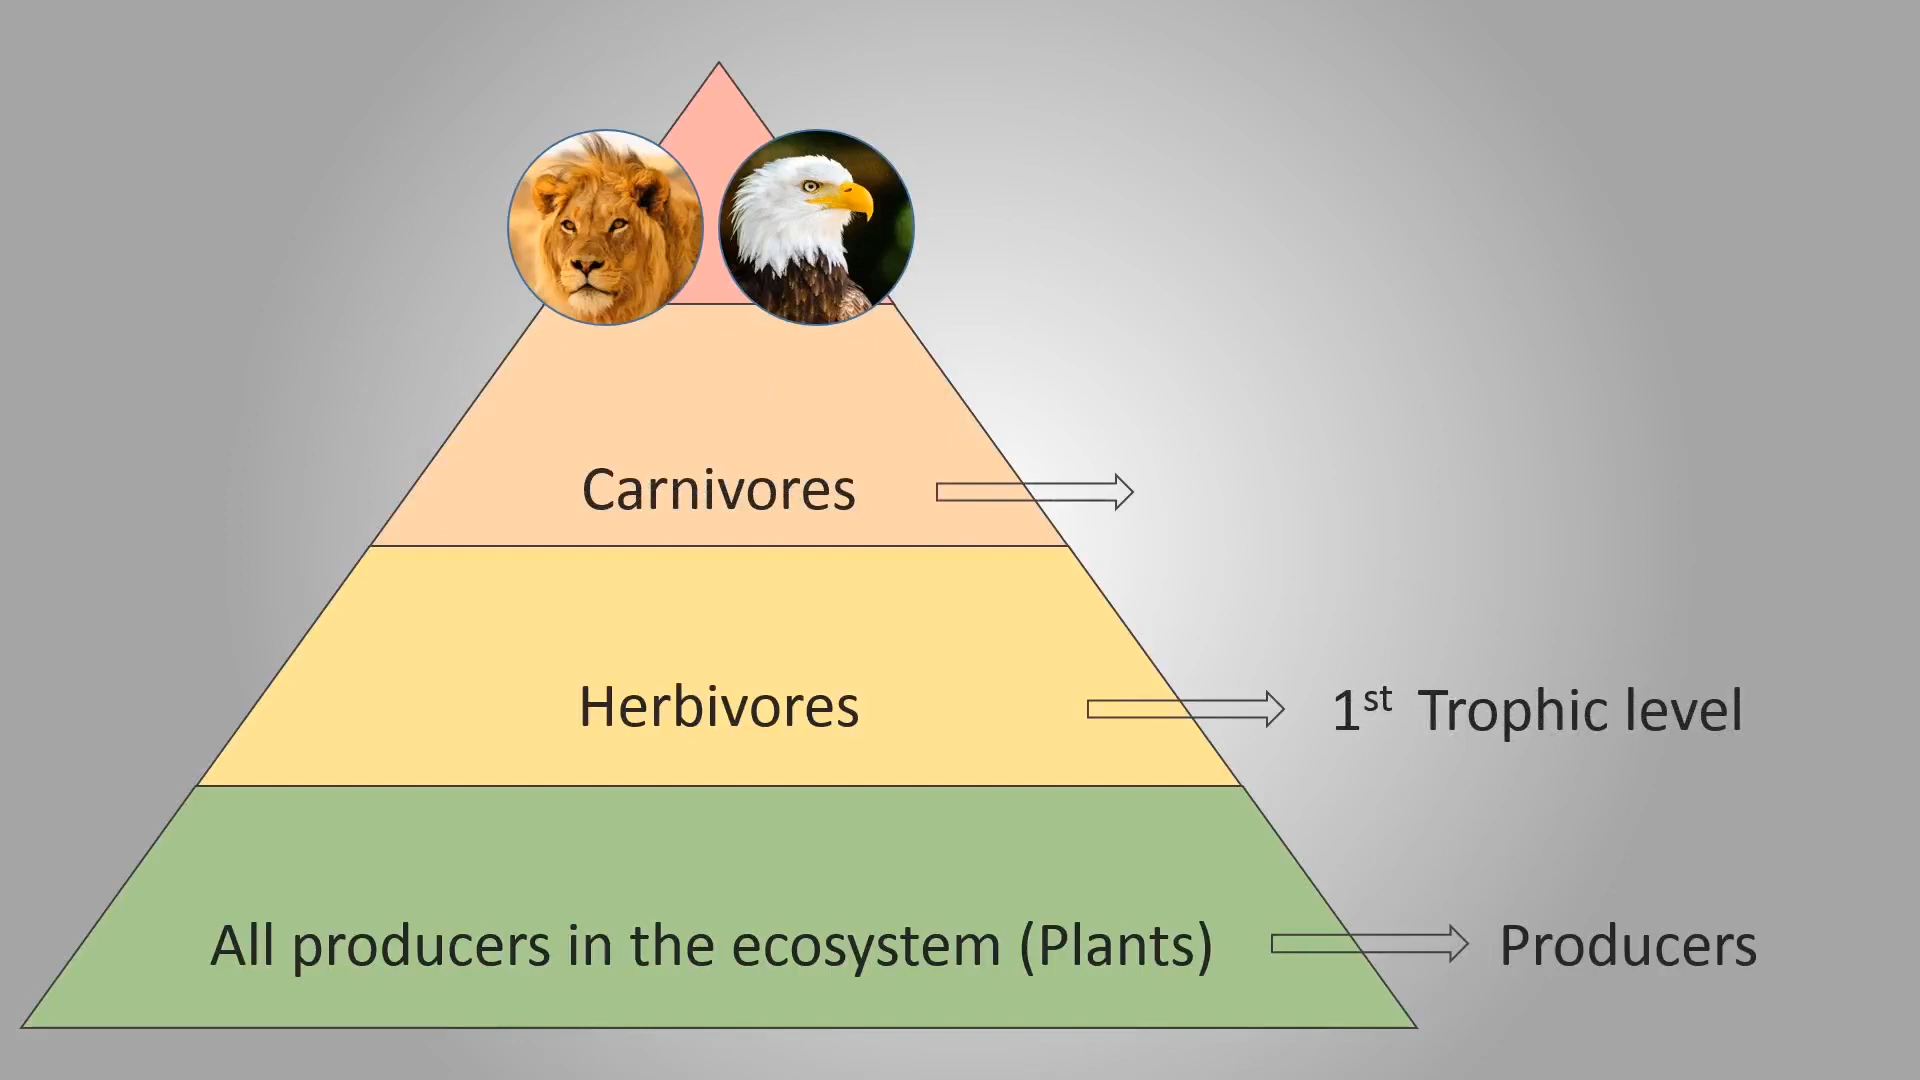 Carnivores
Herbivores
1st Trophic level
All producers in the ecosystem (Plants)
Producers